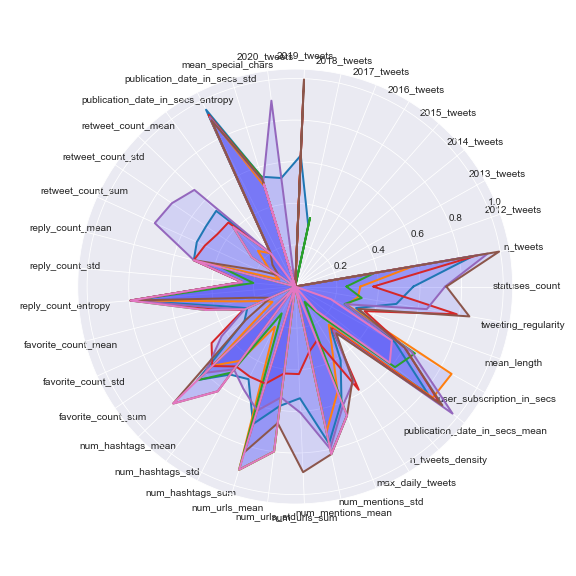 2019_tweets
2018_tweets
2017_tweets
2016_tweets
2015_tweets
2014_tweets
2013_tweets
2012_tweets
n_tweets
statuses_count
tweeting_regularity
mean_length
user_subscription_in_secs
publication_date_in_secs_mean
n_tweets_density
max_daily_tweets
num_mentions_std
num_mentions_mean
num_urls_sum
num_urls_std
num_urls_mean
num_hashtags_sum
num_hashtags_std
num_hashtags_mean
favorite_count_sum
favorite_count_std
favorite_count_mean
reply_count_entropy
reply_count_std
reply_count_mean
retweet_count_sum
retweet_count_std
retweet_count_mean
publication_date_in_secs_entropy
publication_date_in_secs_std
mean_special_chars
2020_tweets
0.2
0.4
0.6
0.8
1.0